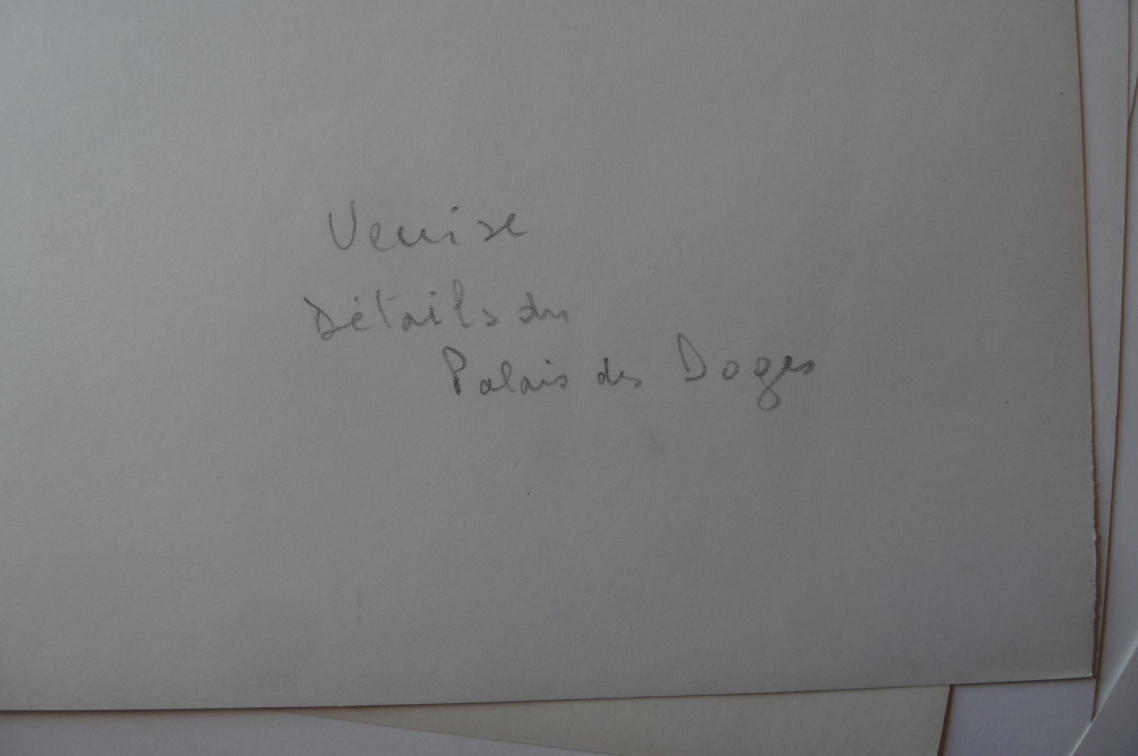 Venise
Détails du
Palais des Doges